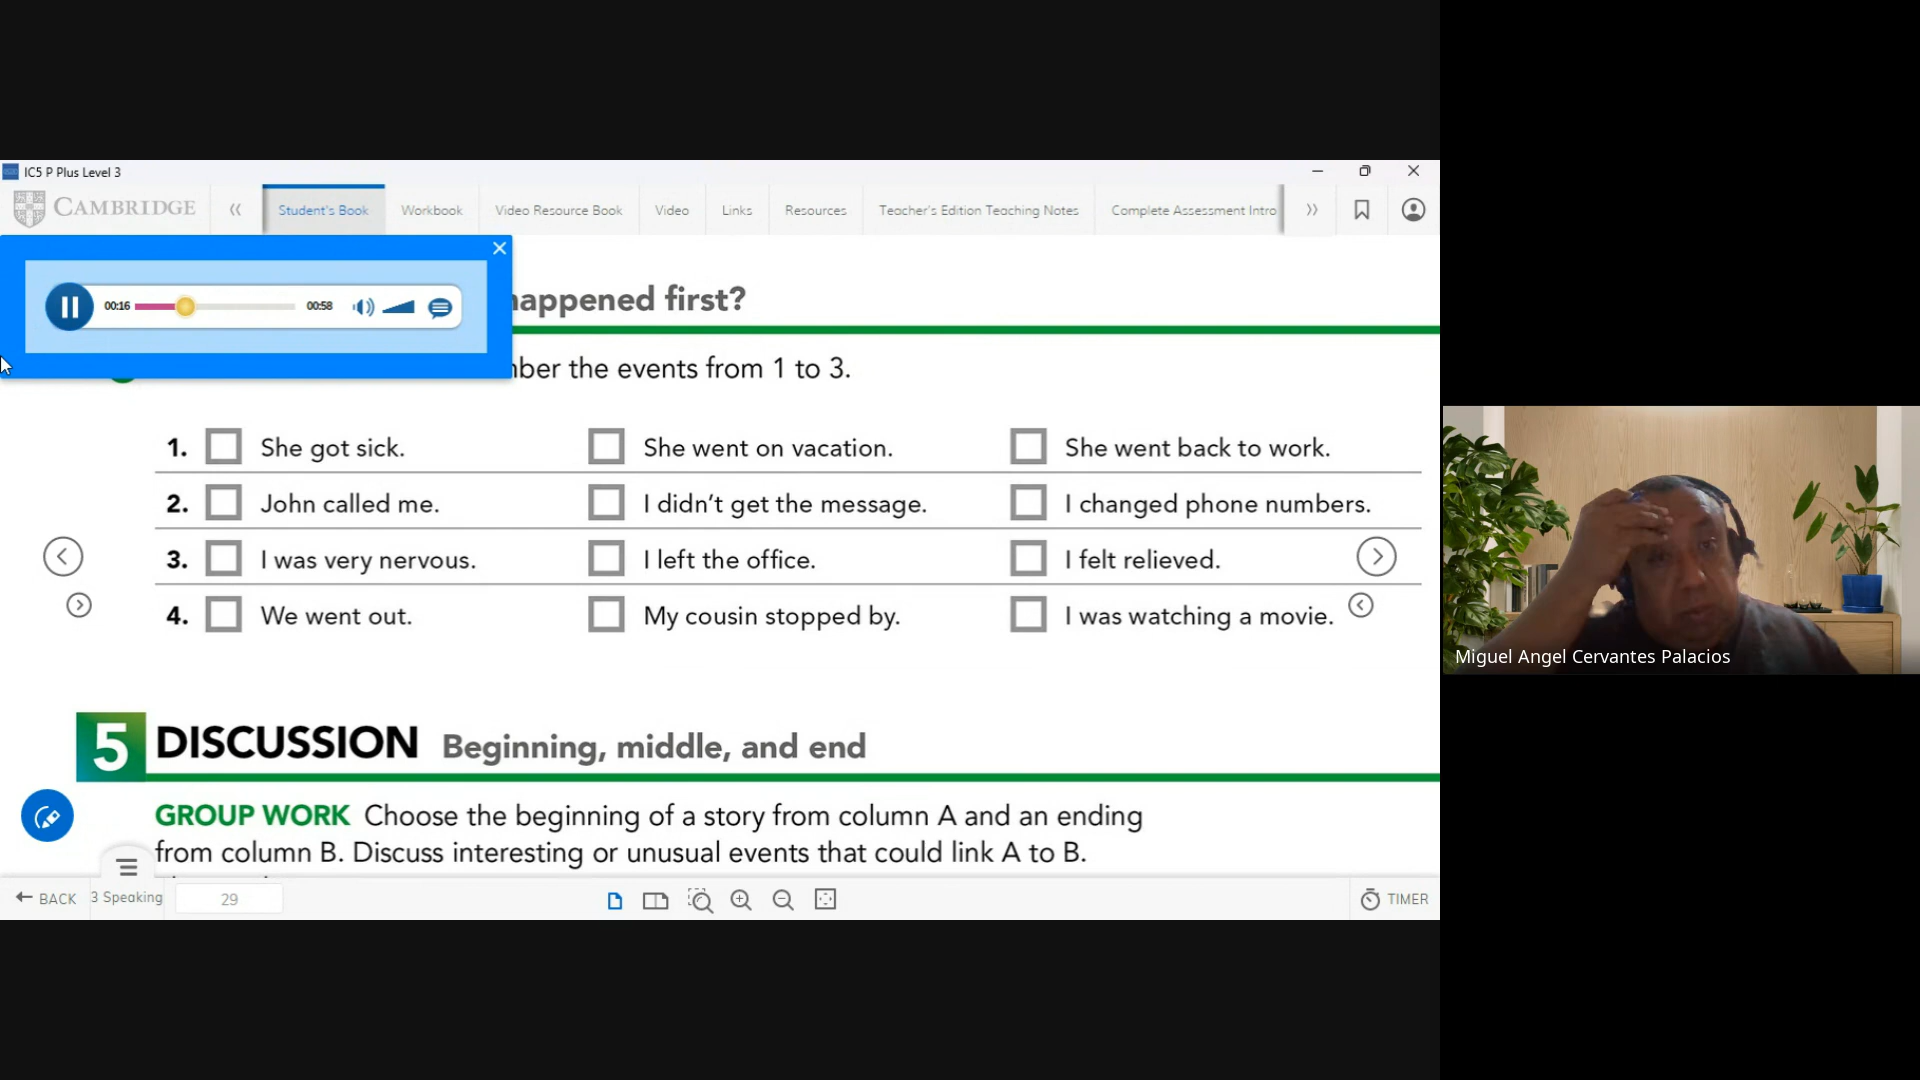 IC5 P Plus Level 3
CAMBRIDGE
Student's Book
Workbook
Video Resource Book
Video
Links
Resources
Teacher's Edition Teaching Notes
Complete Assessment Intro
00:16
00:58
happened first?
ber the events from 1 to 3.
1. She got sick. She went on vacation. She went back to work.
2. John called me. I didn't get the message. I changed phone numbers.
3. I was very nervous. I left the office. I felt relieved.
4. We went out. My cousin stopped by. I was watching a movie.
5 DISCUSSION Beginning, middle, and end
GROUP WORK Choose the beginning of a story from column A and an ending
from column B. Discuss interesting or unusual events that could link A to B.
BACK
3 Speaking
29
TIMER
Miguel Angel Cervantes Palacios